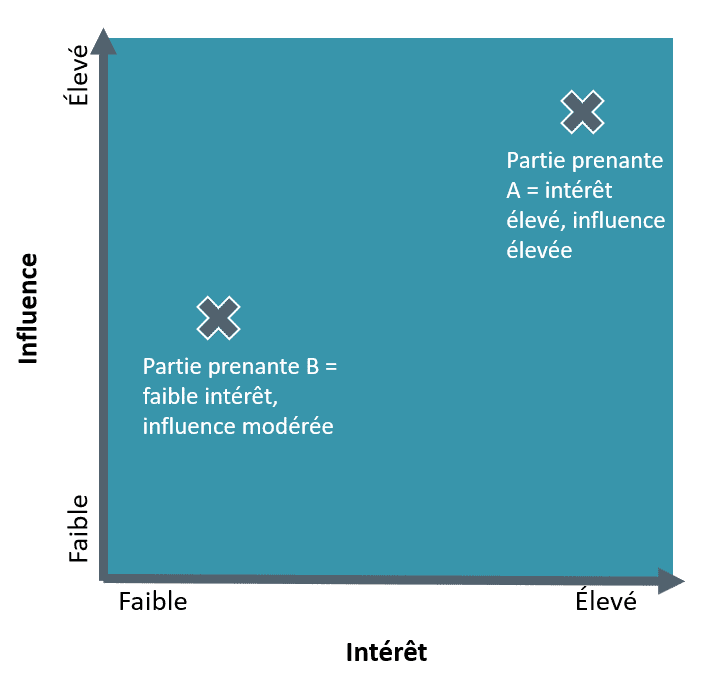 Élevé
Partie prenante
A = intérêt
élevé, influence
élevée
Influence
Partie prenante B =
faible intérêt,
influence modérée
Faible
Faible
Élevé
Intérêt